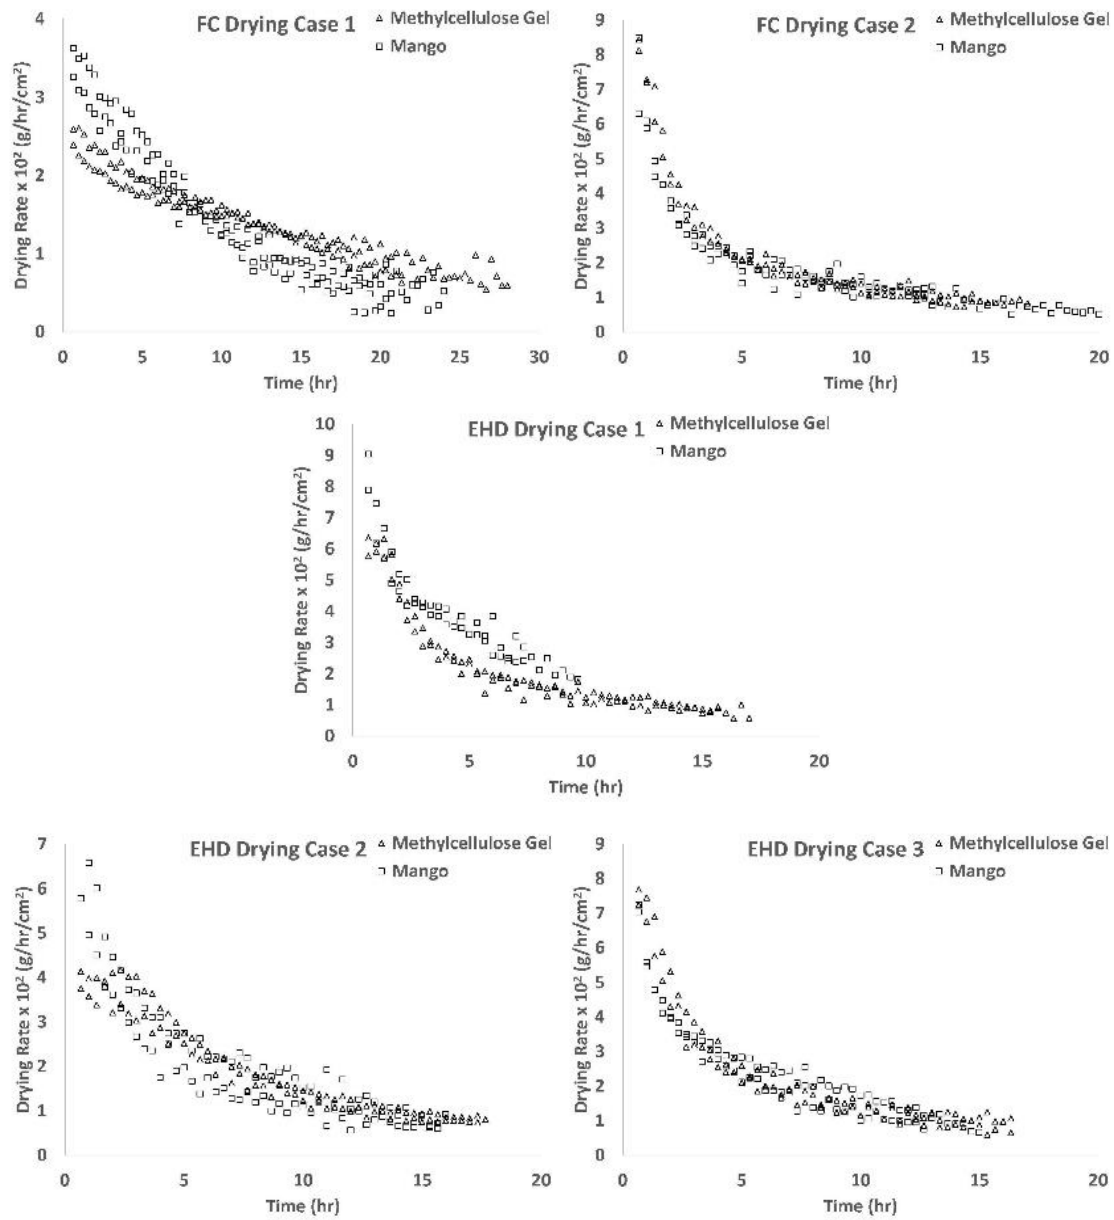 FC Drying Case 1
△ Methylcellulose Gel
□ Mango
Drying Rate x 10² (g/hr/cm²)
4
3
2
1
0
0 5 10 15 20 25 30
Time (hr)
FC Drying Case 2
△ Methylcellulose Gel
□ Mango
Drying Rate x 10² (g/hr/cm²)
9
8
7
6
5
4
3
2
1
0
0 5 10 15 20
Time (hr)
EHD Drying Case 1
△ Methylcellulose Gel
□ Mango
Drying Rate x 10² (g/hr/cm²)
10
9
8
7
6
5
4
3
2
1
0
0 5 10 15 20
Time (hr)
EHD Drying Case 2
△ Methylcellulose Gel
□ Mango
Drying Rate x 10² (g/hr/cm²)
7
6
5
4
3
2
1
0
0 5 10 15 20
Time (hr)
EHD Drying Case 3
△ Methylcellulose Gel
□ Mango
Drying Rate x 10² (g/hr/cm²)
9
8
7
6
5
4
3
2
1
0
0 5 10 15 20
Time (hr)